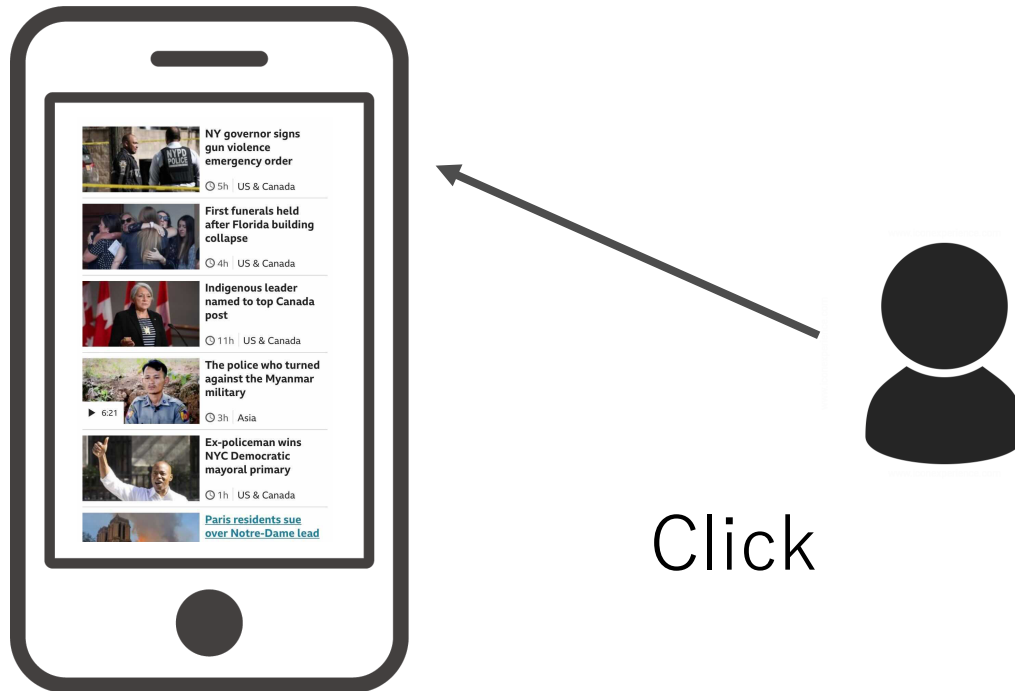 NY governor signs
gun violence
emergency order
5h US & Canada
NYPD
POLICE
First funerals held
after Florida building
collapse
4h US & Canada
Indigenous leader
named to top Canada
post
11h US & Canada
The police who turned
against the Myanmar
military
6:21
3h Asia
Ex-policeman wins
NYC Democratic
mayoral primary
1h US & Canada
Paris residents sue
over Notre-Dame lead
Click